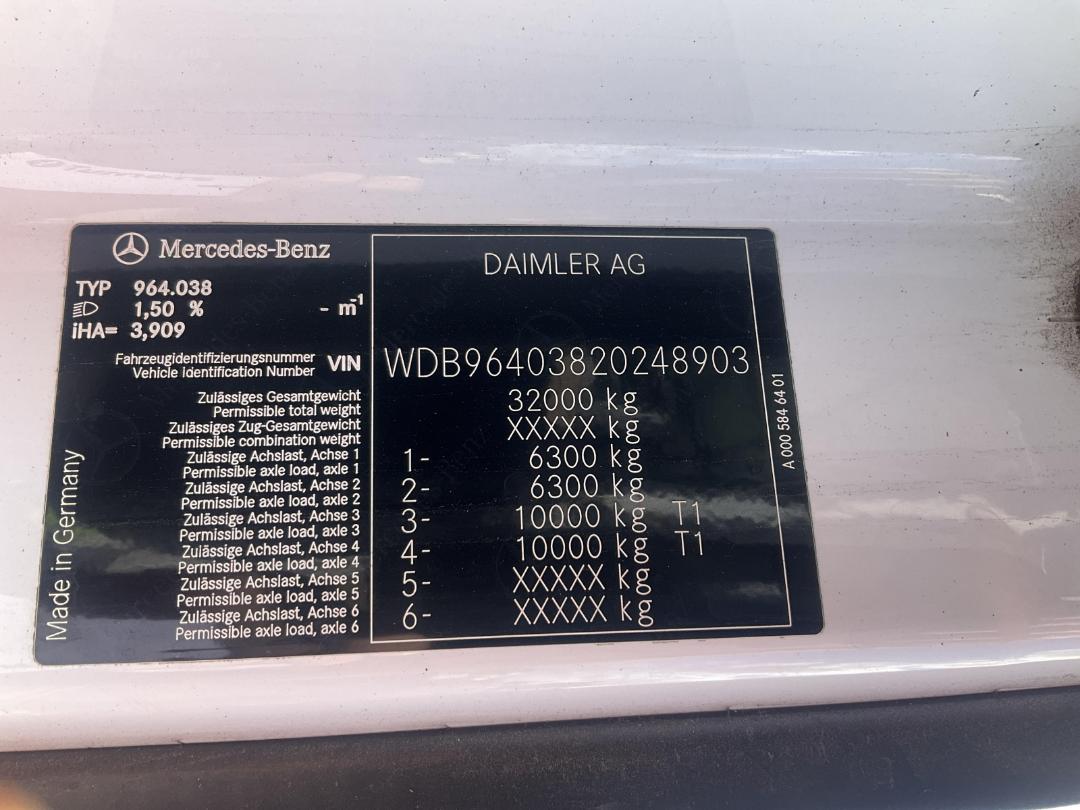 Mercedes-Benz
TYP 964.038
1,50 % - m-1
iHA= 3,909
DAIMLER AG
Fahrzeugidentifizierungsnummer
Vehicle Identification Number
VIN WDB96403820248903
Zulässiges Gesamtgewicht
Permissible total weight
32000 kg
Zulässiges Zug-Gesamtgewicht
Permissible combination weight
XXXXX kg
Zulässige Achslast, Achse 1
Permissible axle load, axle 1
1- 6300 kg
Zulässige Achslast, Achse 2
Permissible axle load, axle 2
2- 6300 kg
Zulässige Achslast, Achse 3
Permissible axle load, axle 3
3- 10000 kg T1
Zulässige Achslast, Achse 4
Permissible axle load, axle 4
4- 10000 kg T1
Zulässige Achslast, Achse 5
Permissible axle load, axle 5
5- XXXXX kg
Zulässige Achslast, Achse 6
Permissible axle load, axle 6
6- XXXXX kg
Made in Germany
A 000 584 64 01